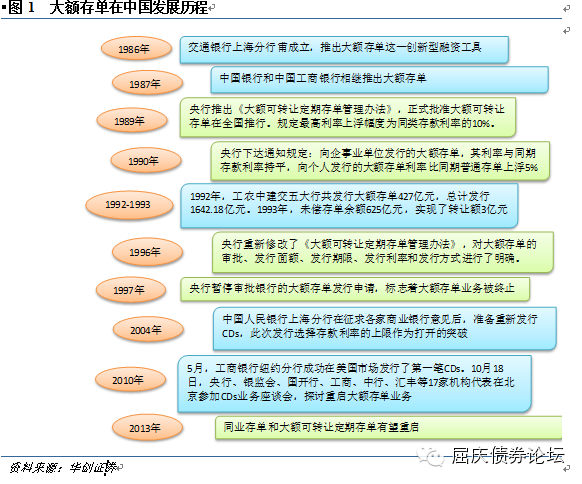 ▪图 1 大额存单在中国发展历程
1986年
交通银行上海分行甫成立，推出大额存单这一创新型融资工具
1987年
中国银行和中国工商银行相继推出大额存单
1989年
央行推出《大额可转让定期存单管理办法》，正式批准大额可转让
存单在全国推行。规定最高利率上浮幅度为同类存款利率的10%。
1990年
央行下达通知规定：向企事业单位发行的大额存单，其利率与同期
存款利率持平，向个人发行的大额存单利率比同期普通存单上浮5%
1992-1993
1992年，工农中建交五大行共发行大额存单427亿元，总计发行
1642.18亿元。1993年，未偿存单余额625亿元，实现了转让额3亿元
1996年
央行重新修改了《大额可转让定期存单管理办法》，对大额存单的
审批、发行面额、发行期限、发行利率和发行方式进行了明确。
1997年
央行暂停审批银行的大额存单发行申请，标志着大额存单业务被终止
2004年
中国人民银行上海分行在征求各家商业银行意见后，准备重新发行
CDs，此次发行选择存款利率的上限作为打开的突破
2010年
5月，工商银行纽约分行成功在美国市场发行了第一笔CDs。10月18
日，央行、银监会、国开行、工商、中行、汇丰等17家机构代表在北
京参加CDs业务座谈会，探讨重启大额存单业务
2013年
同业存单和大额可转让定期存单有望重启
资料来源：华创证券
屈庆债券论坛